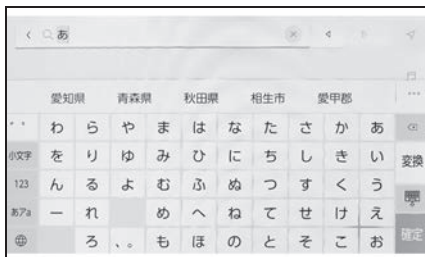 あ
愛知県 青森県 秋田県 相生市 愛甲郡 …
゛゜ わ ら や ま は な た さ か あ
小文字 を り ゆ み ひ に ち し き い 変換
123 ん る よ む ふ ぬ つ す く う
あアa ー れ め へ ね て せ け え
ろ 、。 も ほ の と そ こ お 確定